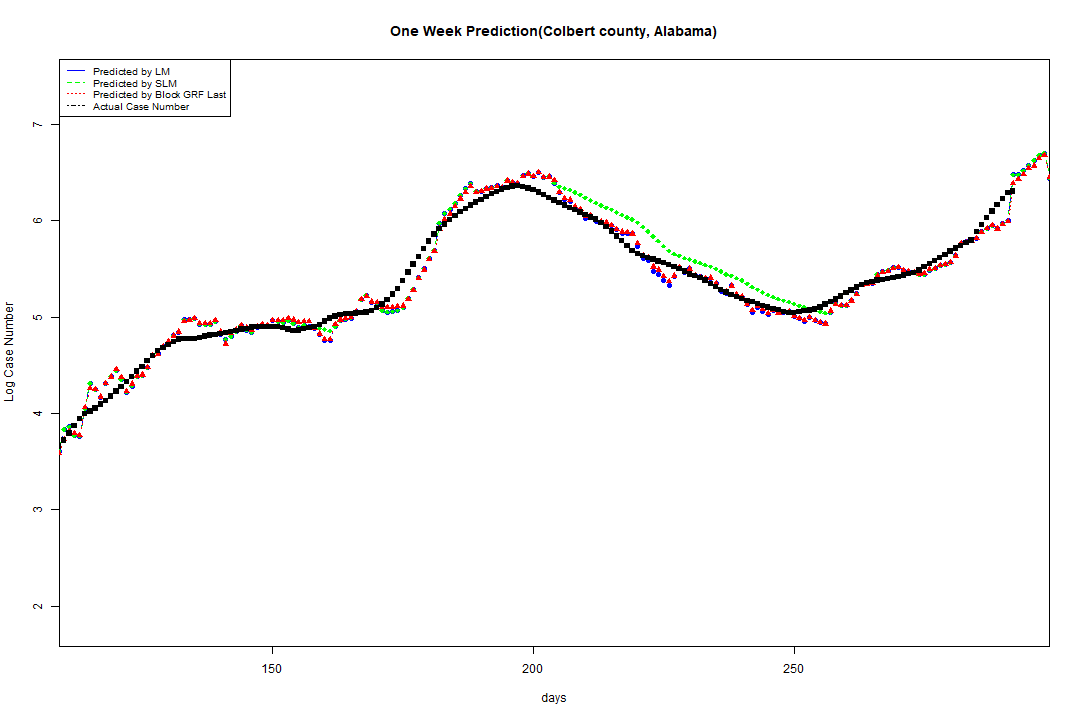 One Week Prediction(Colbert county, Alabama)
Predicted by LM
Predicted by SLM
Predicted by Block GRF Last
Actual Case Number
7
6
5
4
3
2
Log Case Number
150
200
250
days